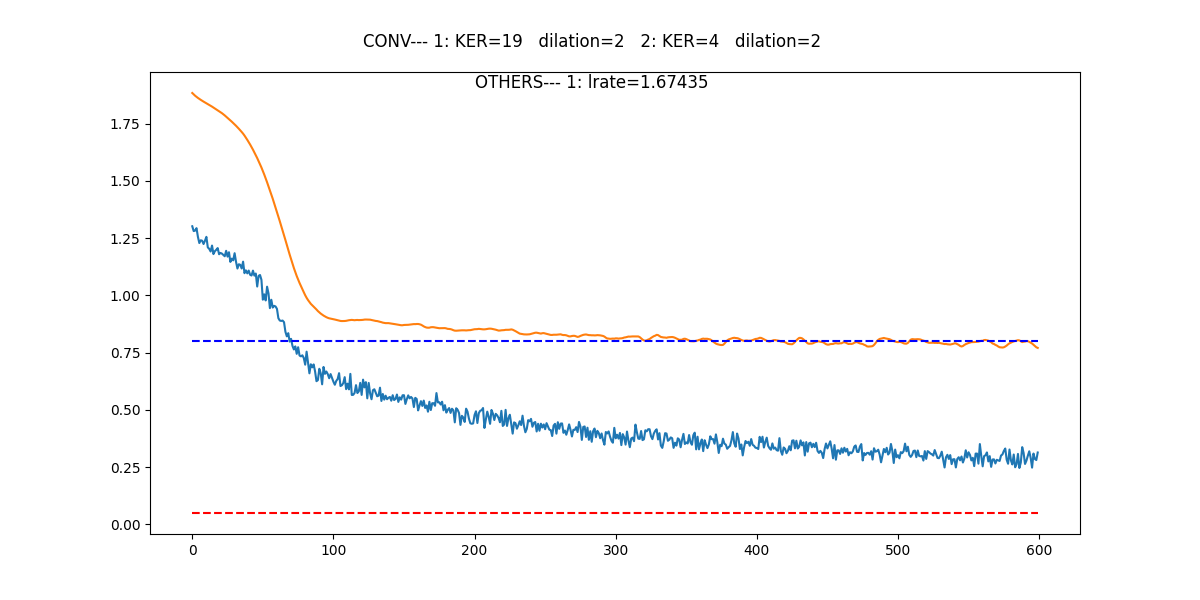 CONV--- 1: KER=19   dilation=2   2: KER=4   dilation=2
OTHERS--- 1: lrate=1.67435
1.75
1.50
1.25
1.00
0.75
0.50
0.25
0.00
0 100 200 300 400 500 600